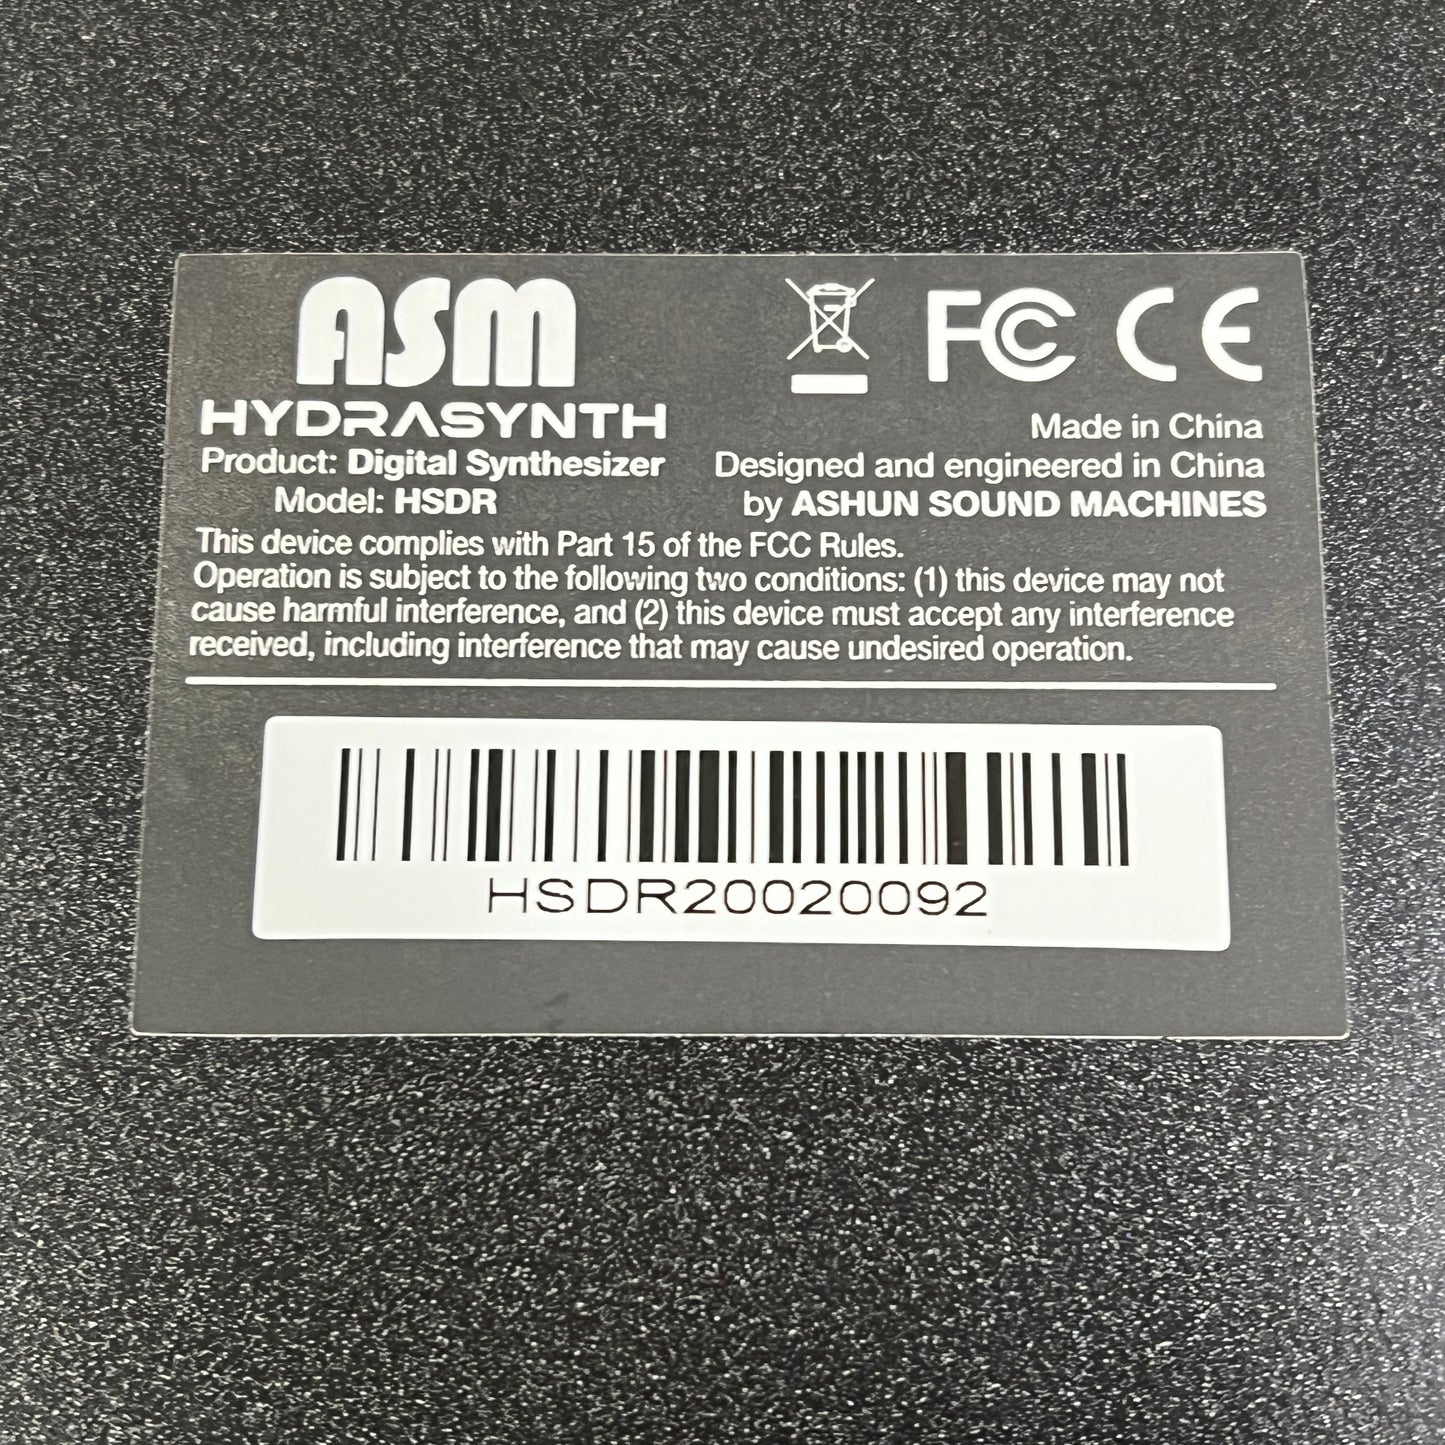 ASM
HYDRASYNTH
Product: Digital Synthesizer
Model: HSDR
FC CE
Made in China
Designed and engineered in China
by ASHUN SOUND MACHINES
This device complies with Part 15 of the FCC Rules.
Operation is subject to the following two conditions: (1) this device may not
cause harmful interference, and (2) this device must accept any interference
received, including interference that may cause undesired operation.
HSDR20020092